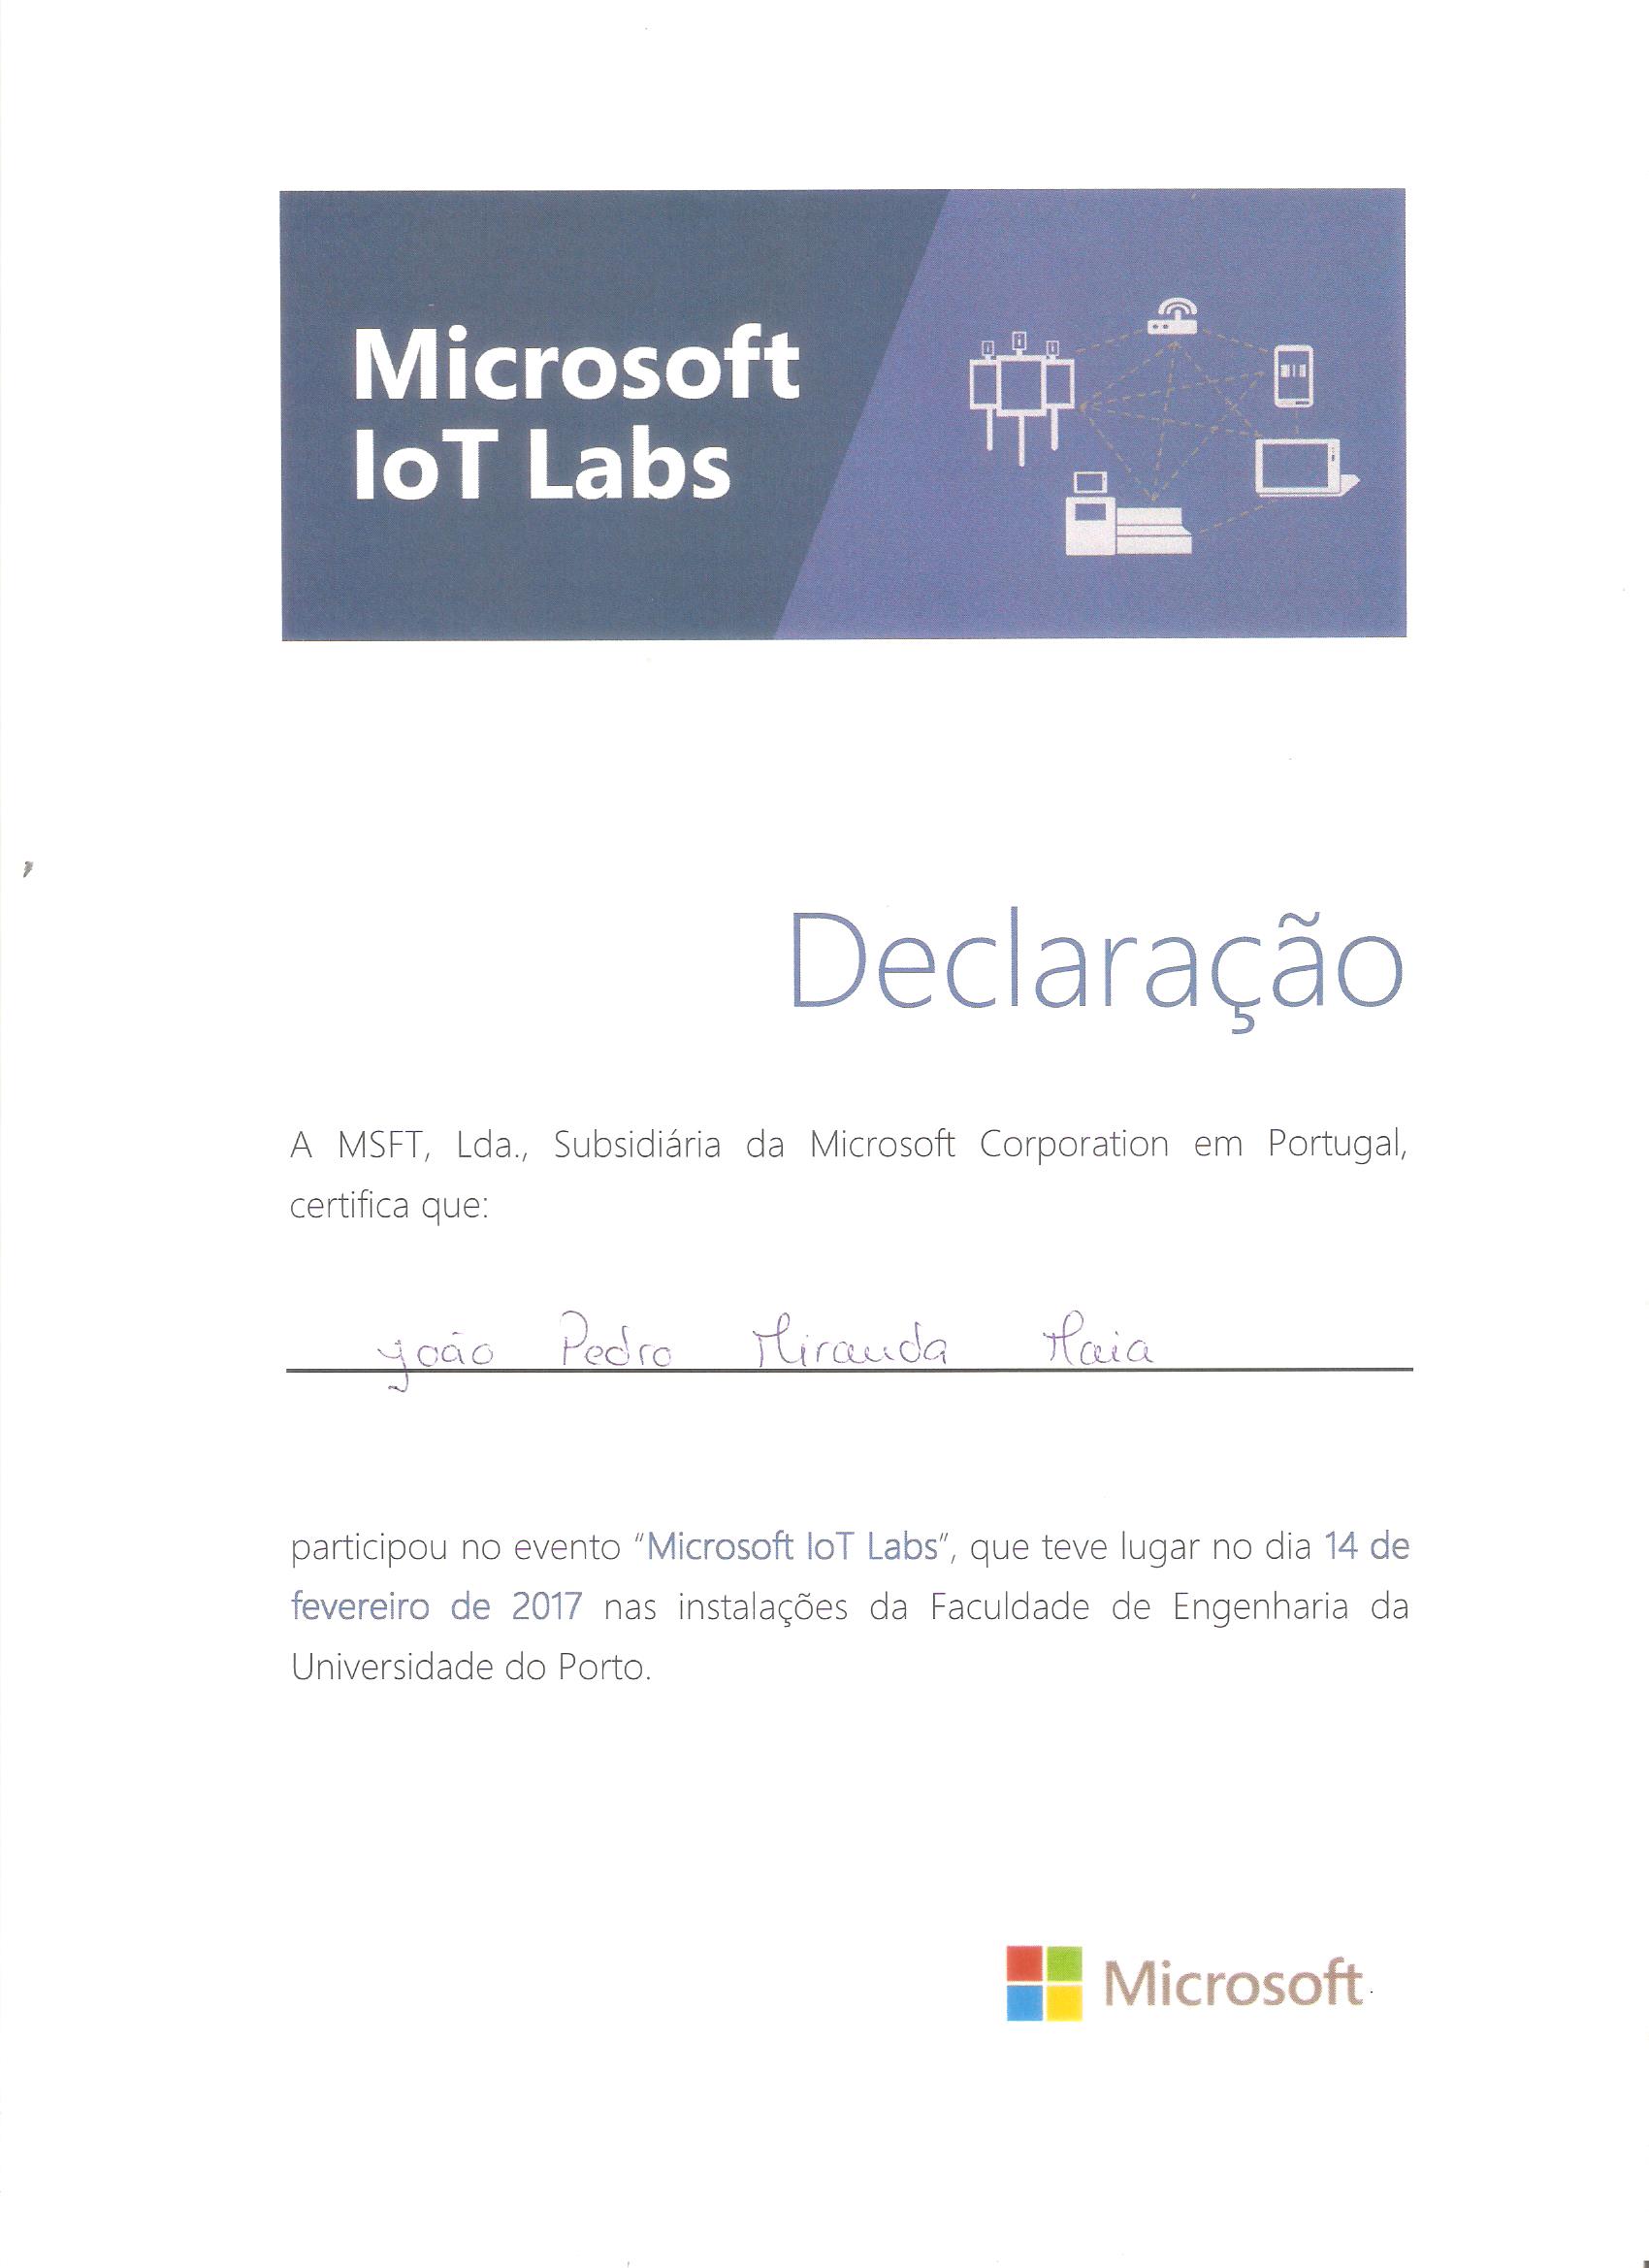 Microsoft
IoT Labs
Declaração
A MSFT, Lda., Subsidiária da Microsoft Corporation em Portugal,
certifica que:
João Pedro Miranda Maia
participou no evento “Microsoft IoT Labs”, que teve lugar no dia 14 de
fevereiro de 2017 nas instalações da Faculdade de Engenharia da
Universidade do Porto.
Microsoft